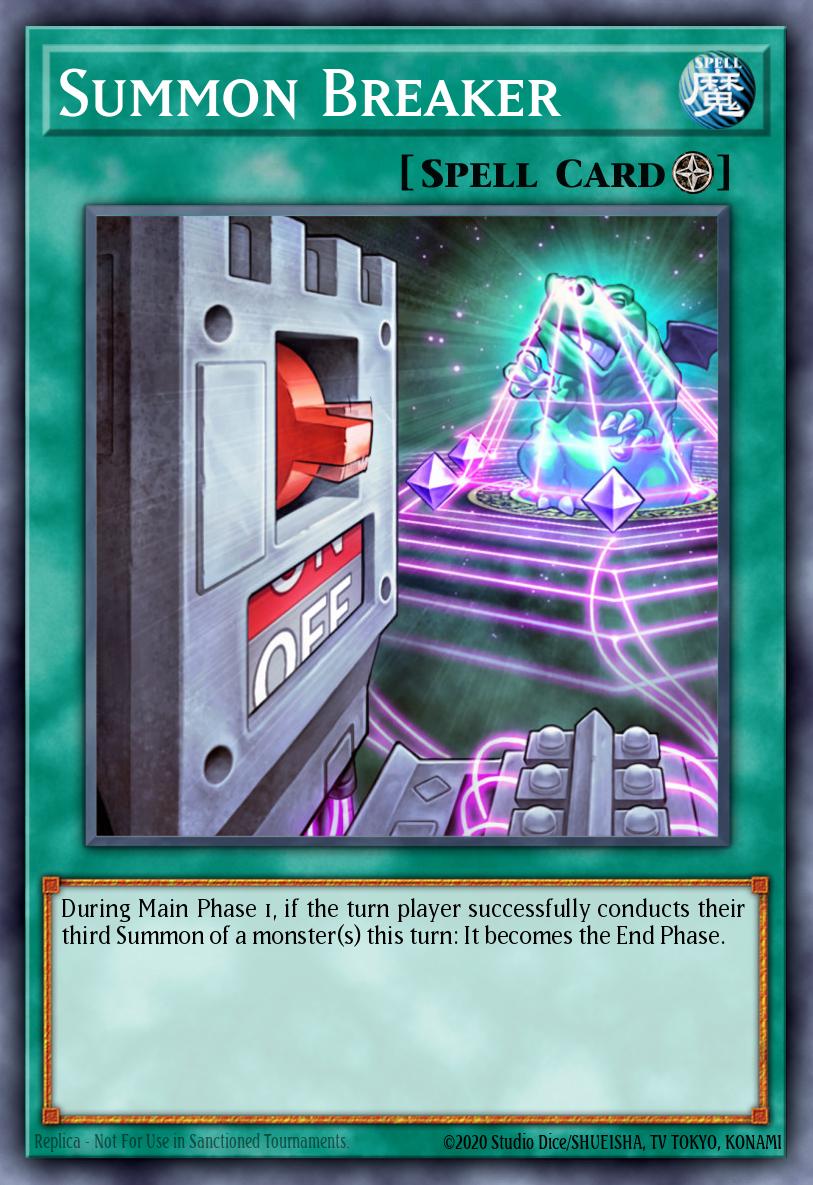 SUMMON BREAKER
SPELL
魔
[SPELL CARD]
ON
OFF
During Main Phase 1, if the turn player successfully conducts their
third Summon of a monster(s) this turn: It becomes the End Phase.
Replica - Not For Use in Sanctioned Tournaments.
©2020 Studio Dice/SHUEISHA, TV TOKYO, KONAMI